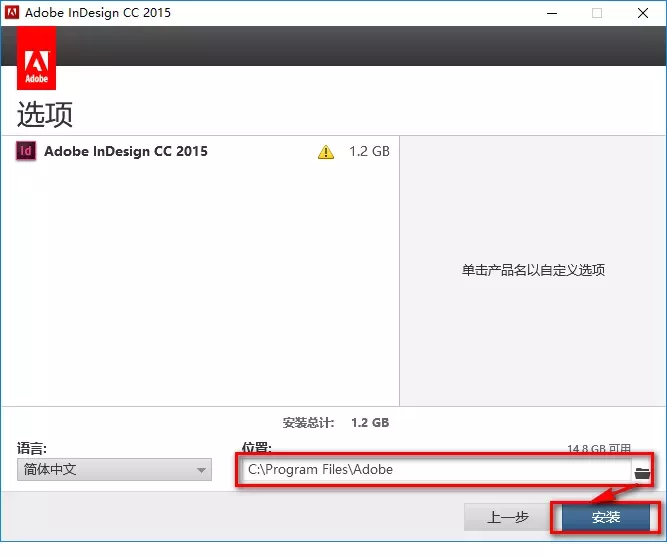 Adobe InDesign CC 2015
Adobe
选项
Id Adobe InDesign CC 2015 1.2 GB
单击产品名以自定义选项
安装总计: 1.2 GB
语言:
位置:
14.8 GB 可用
简体中文
C:\Program Files\Adobe
上一步
安装